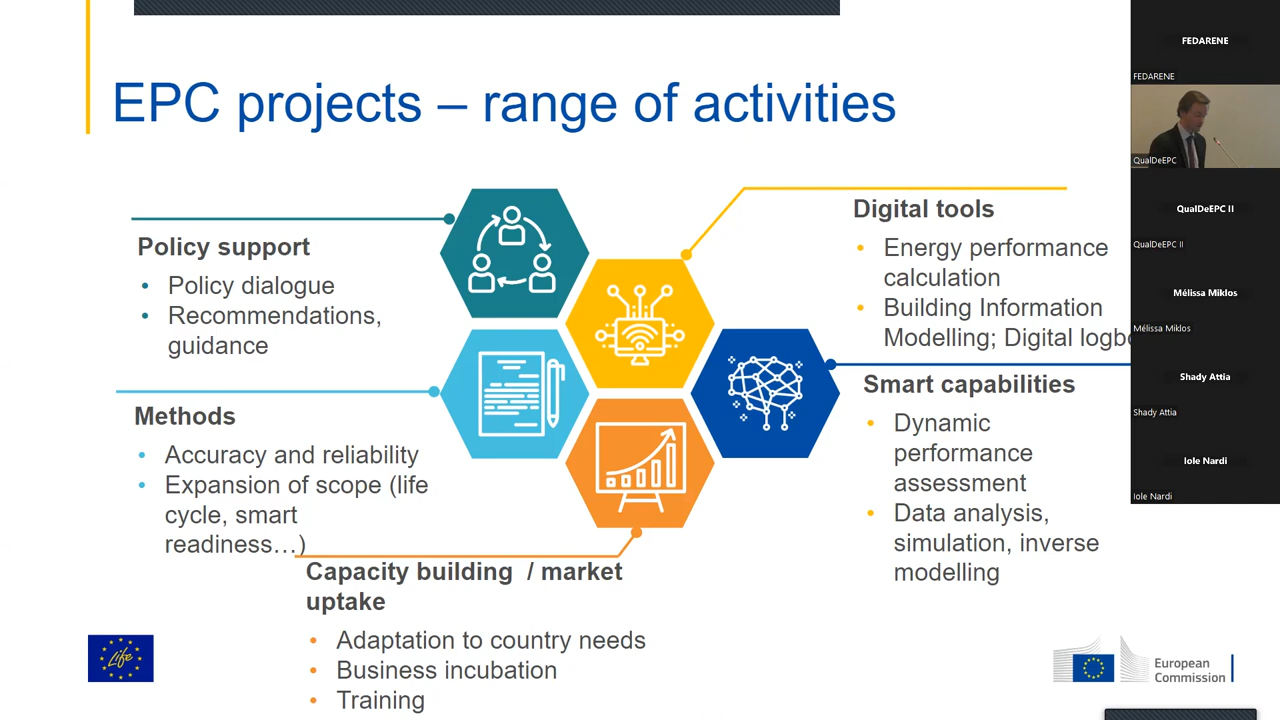 EPC projects – range of activities
Policy support
• Policy dialogue
• Recommendations,
guidance
Methods
• Accuracy and reliability
• Expansion of scope (life
cycle, smart
readiness…)
Capacity building / market
uptake
• Adaptation to country needs
• Business incubation
• Training
Digital tools
• Energy performance
calculation
• Building Information
Modelling; Digital logbo
Smart capabilities
• Dynamic
performance
assessment
• Data analysis,
simulation, inverse
modelling
Life
European
Commission
FEDARENE
FEDARENE
QualDeEPC
QualDeEPC II
QualDeEPC II
Mélissa Miklos
Mélissa Miklos
Shady Attia
Shady Attia
Iole Nardi
Iole Nardi